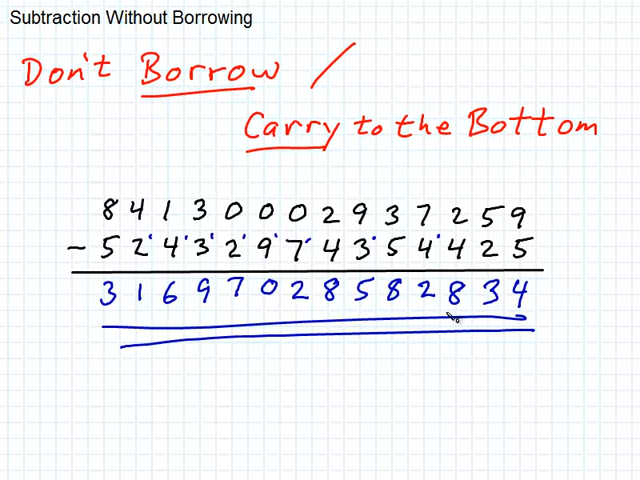 Subtraction Without Borrowing
Don't Borrow /
Carry to the Bottom
8 4 1 3 0 0 0 2 9 3 7 2 5 9
- 5 2 4 3 2 9 7 4 3 5 4 4 2 5
3 1 6 9 7 0 2 8 5 8 2 8 3 4